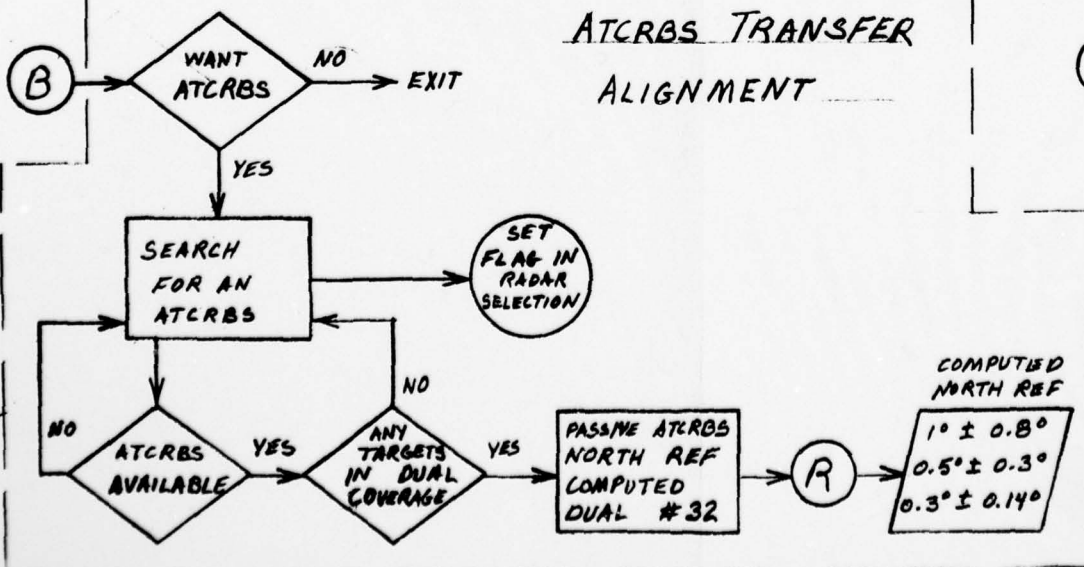 ATCRBS TRANSFER
ALIGNMENT
B
WANT
ATCRBS
NO
EXIT
YES
SEARCH
FOR AN
ATCRBS
SET
FLAG IN
RADAR
SELECTION
NO
NO
ATCRBS
AVAILABLE
YES
ANY
TARGETS
IN DUAL
COVERAGE
YES
PASSIVE ATCRBS
NORTH REF
COMPUTED
DUAL #32
R
COMPUTED
NORTH REF
1° ± 0.8°
0.5° ± 0.3°
0.3° ± 0.14°